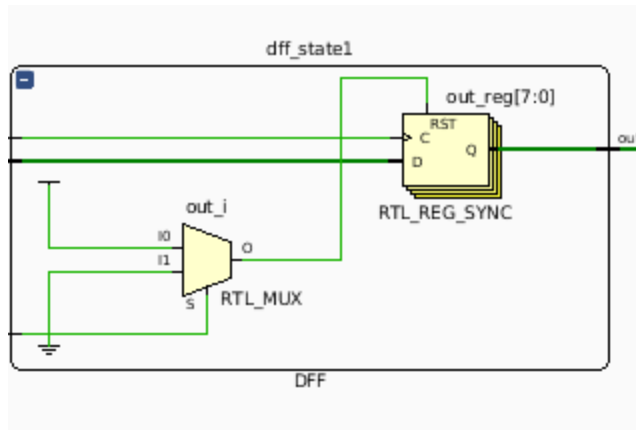 dff_state1
out_reg[7:0]
RST
C
D
Q
RTL_REG_SYNC
out_i
I0
I1
O
S
RTL_MUX
DFF